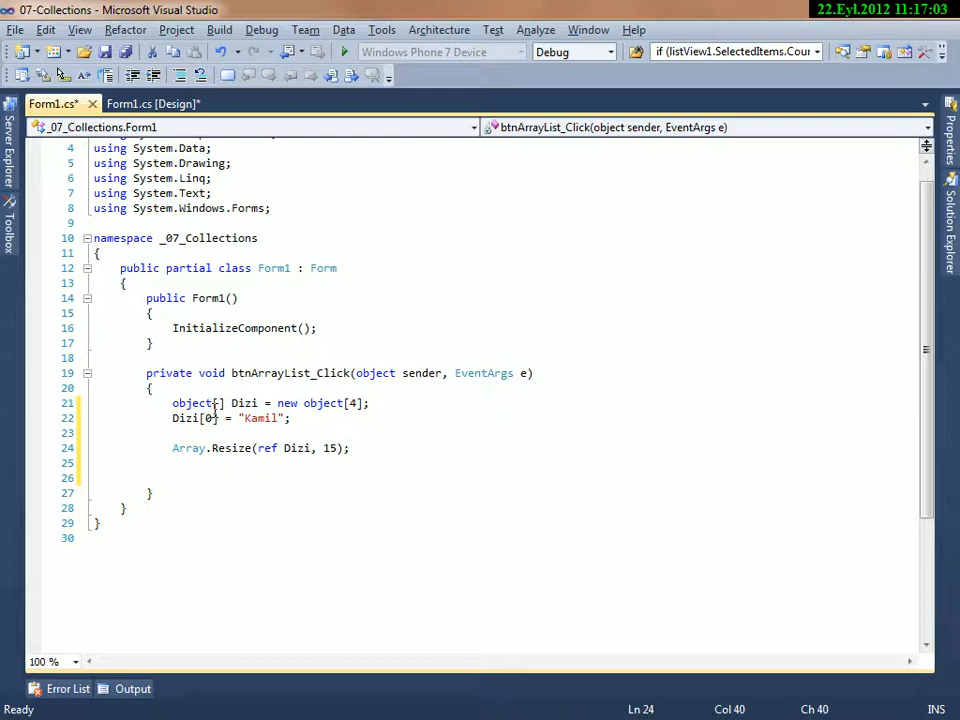 07-Collections - Microsoft Visual Studio
22.Eyl.2012 11:17:03
File Edit View Refactor Project Build Debug Team Data Tools Architecture Test Analyze Window Help
Windows Phone 7 Device Debug if (listView1.SelectedItems.Cour
Form1.cs* Form1.cs [Design]*
_07_Collections.Form1 btnArrayList_Click(object sender, EventArgs e)
Server Explorer
Toolbox
Properties
Solution Explorer
4 using System.Data;
5 using System.Drawing;
6 using System.Linq;
7 using System.Text;
8 using System.Windows.Forms;
9
10 namespace _07_Collections
11 {
12 public partial class Form1 : Form
13 {
14 public Form1()
15 {
16 InitializeComponent();
17 }
18
19 private void btnArrayList_Click(object sender, EventArgs e)
20 {
21 object[] Dizi = new object[4];
22 Dizi[0] = "Kamil";
23
24 Array.Resize(ref Dizi, 15);
25
26
27 }
28 }
29 }
30
100 %
Error List Output
Ready Ln 24 Col 40 Ch 40 INS